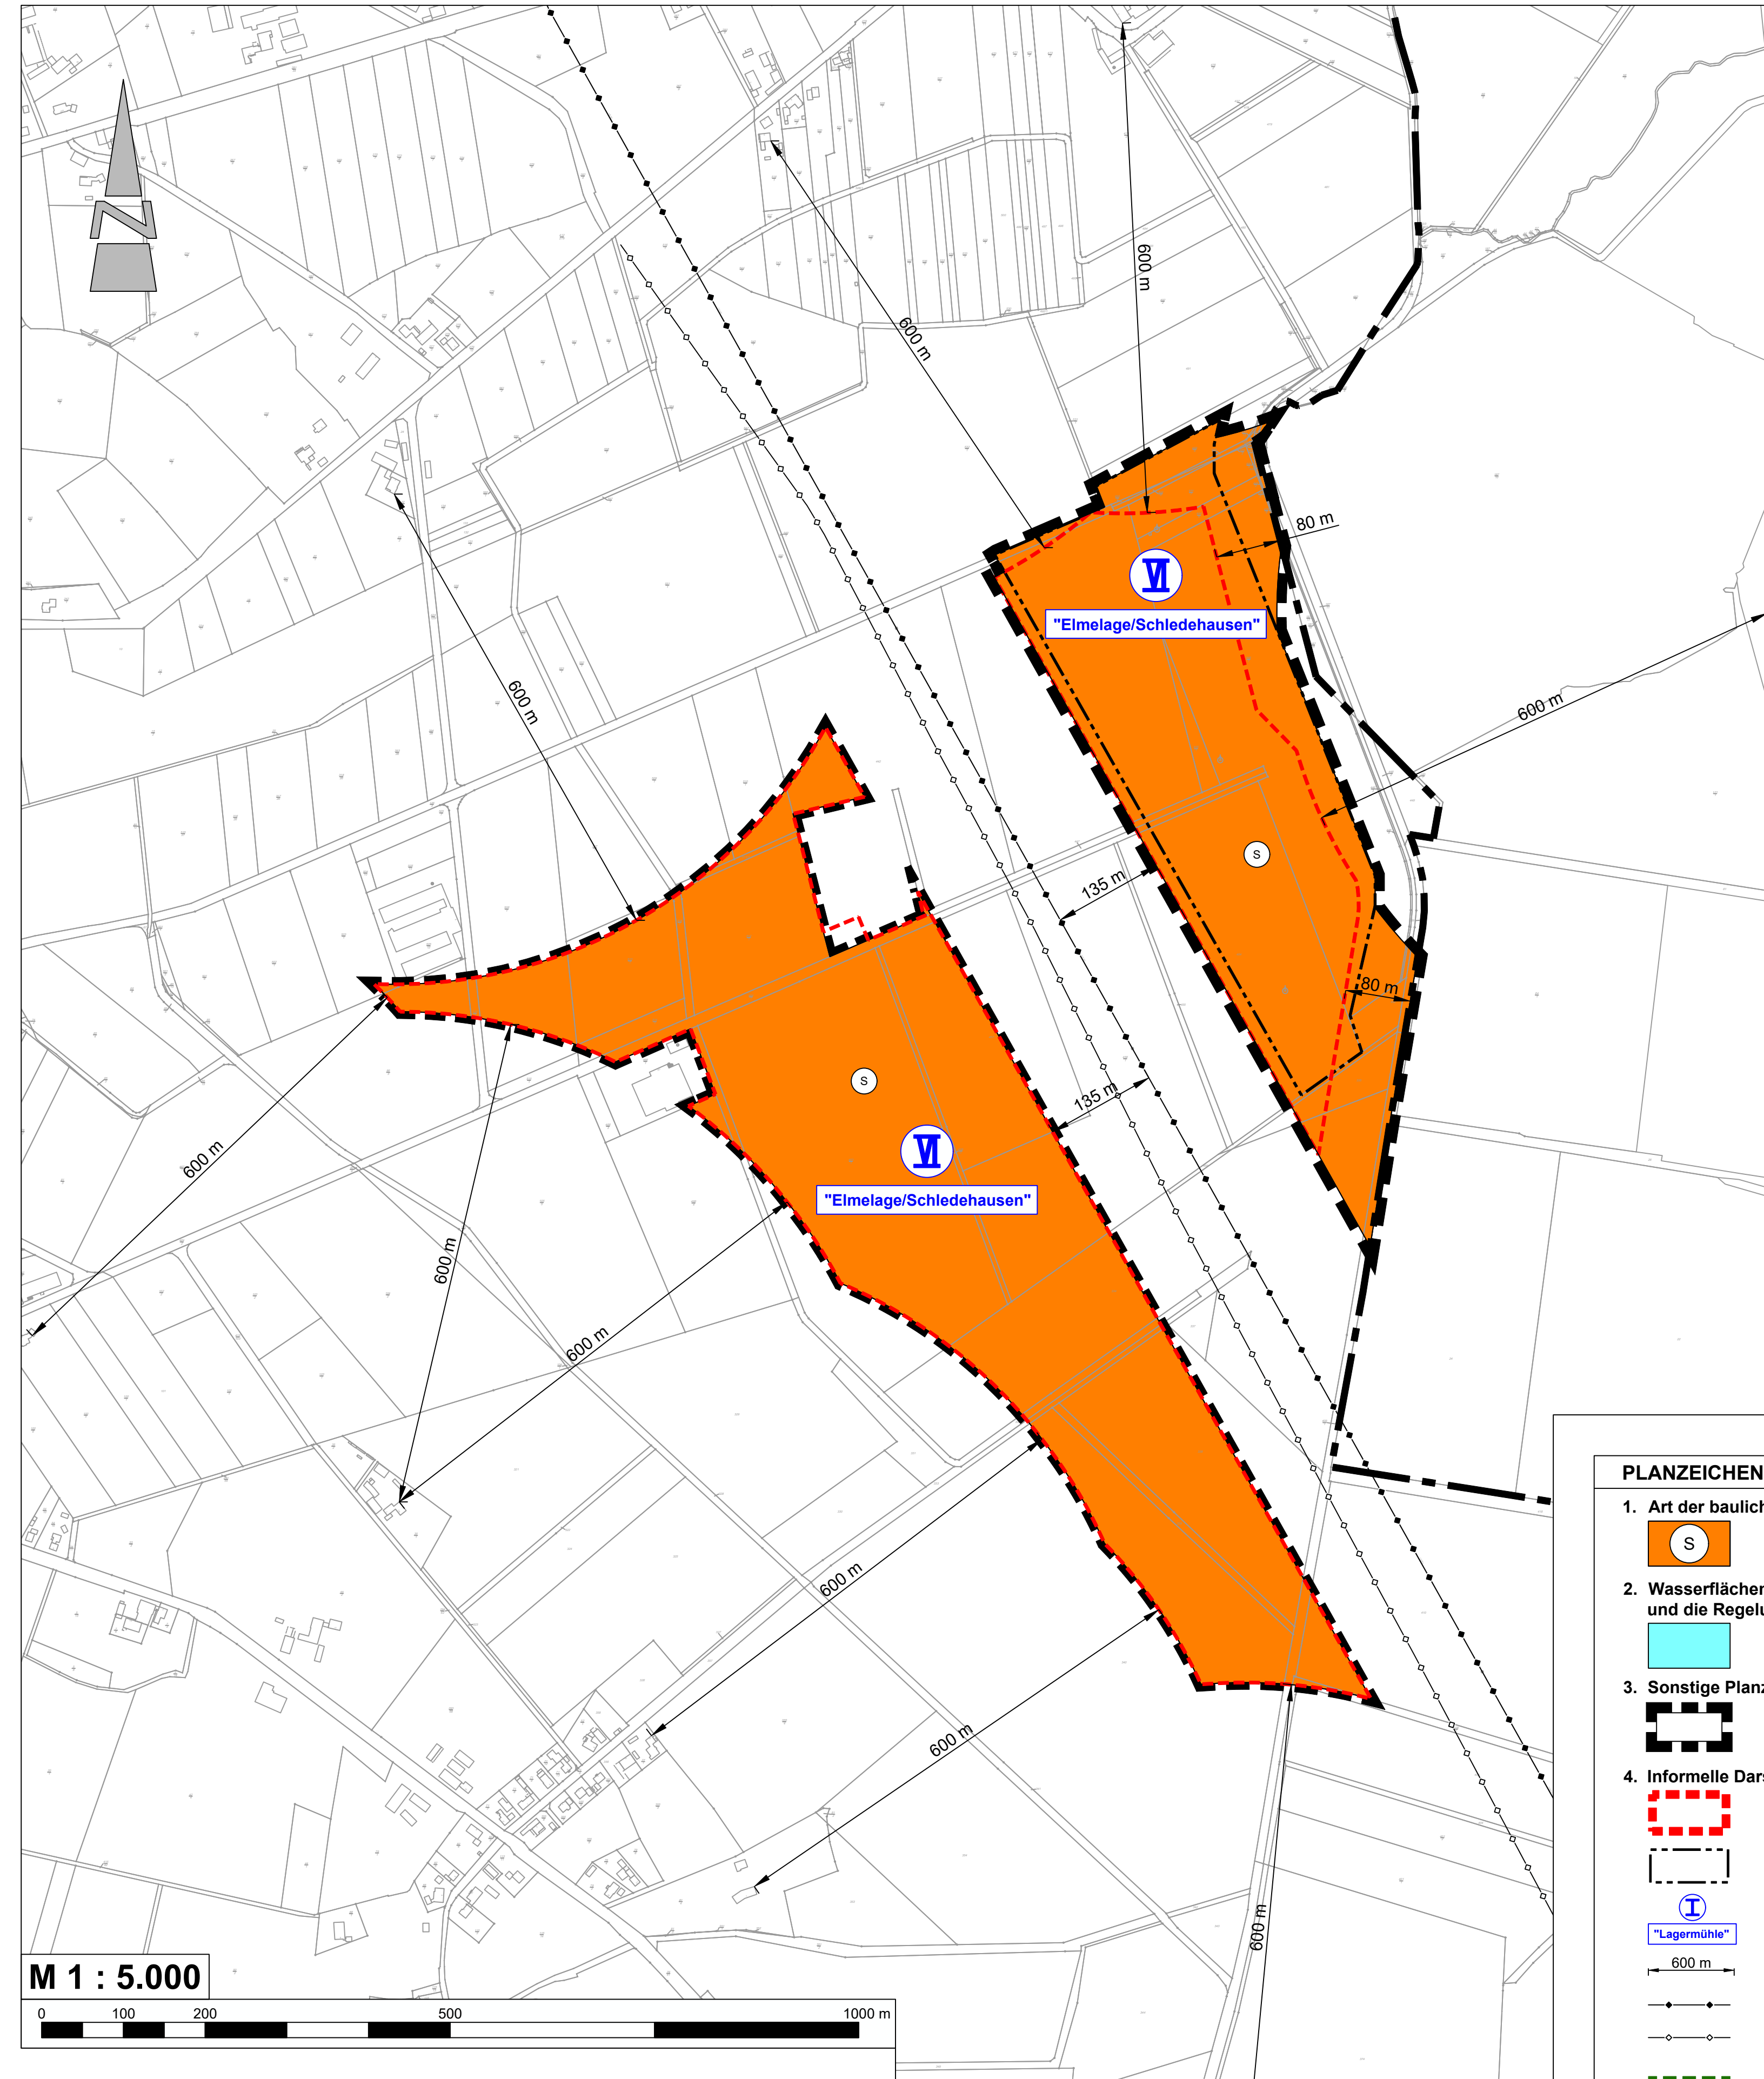 N
600 m
600 m
80 m
VI
"Elmelage/Schledehausen"
600 m
600 m
S
135 m
80 m
S
135 m
VI
"Elmelage/Schledehausen"
600 m
600 m
600 m
600 m
600 m
600 m
PLANZEICHEN
1. Art der baulich
S
2. Wasserflächen
und die Regelu
3. Sonstige Planz
4. Informelle Dars
I
"Lagermühle"
600 m
M 1 : 5.000
0 100 200 500 1000 m